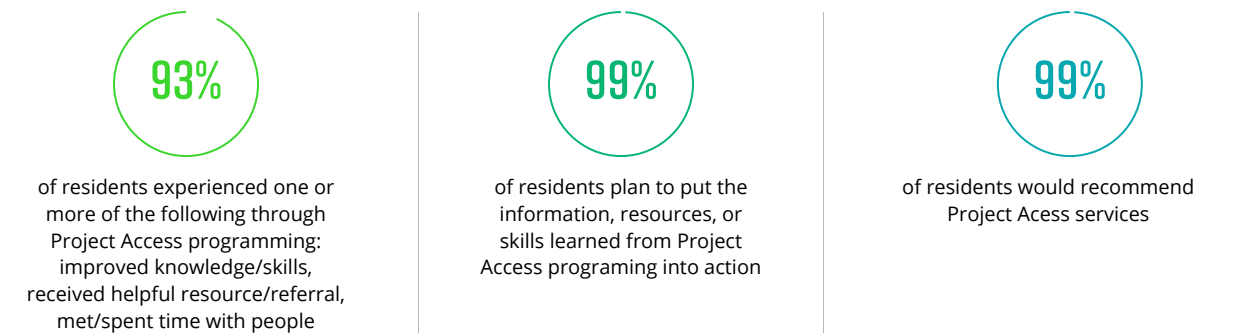 93%
of residents experienced one or
more of the following through
Project Access programming:
improved knowledge/skills,
received helpful resource/referral,
met/spent time with people
99%
of residents plan to put the
information, resources, or
skills learned from Project
Access programing into action
99%
of residents would recommend
Project Acess services